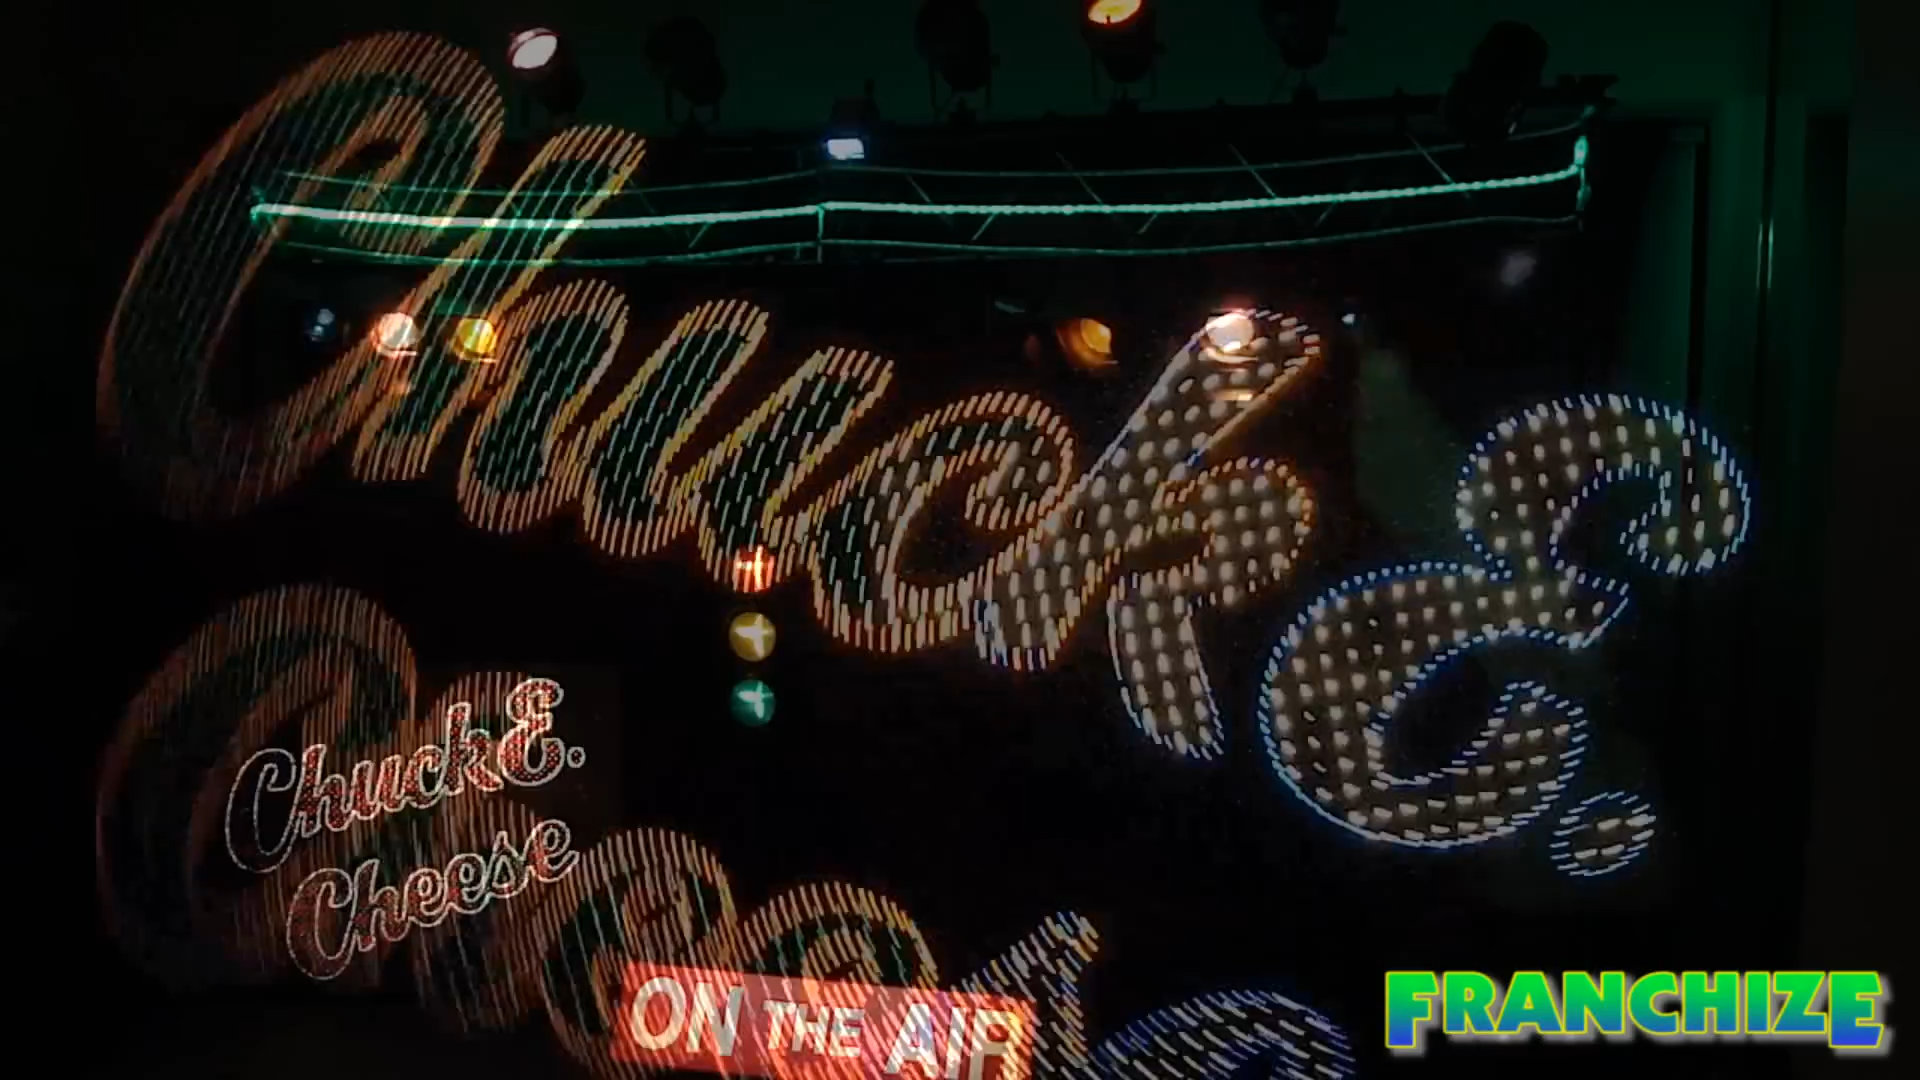 Chuck E.
Chuck E.
Cheese
ON THE AIR
FRANCHIZE